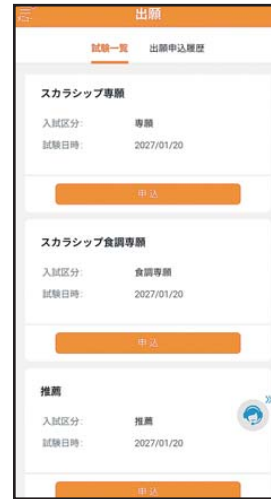 出願
試験一覧 出願申込履歴
スカラシップ専願
入試区分: 専願
試験日時: 2027/01/20
申込
スカラシップ食調専願
入試区分: 食調専願
試験日時: 2027/01/20
申込
推薦
入試区分: 推薦
試験日時: 2027/01/20
申込